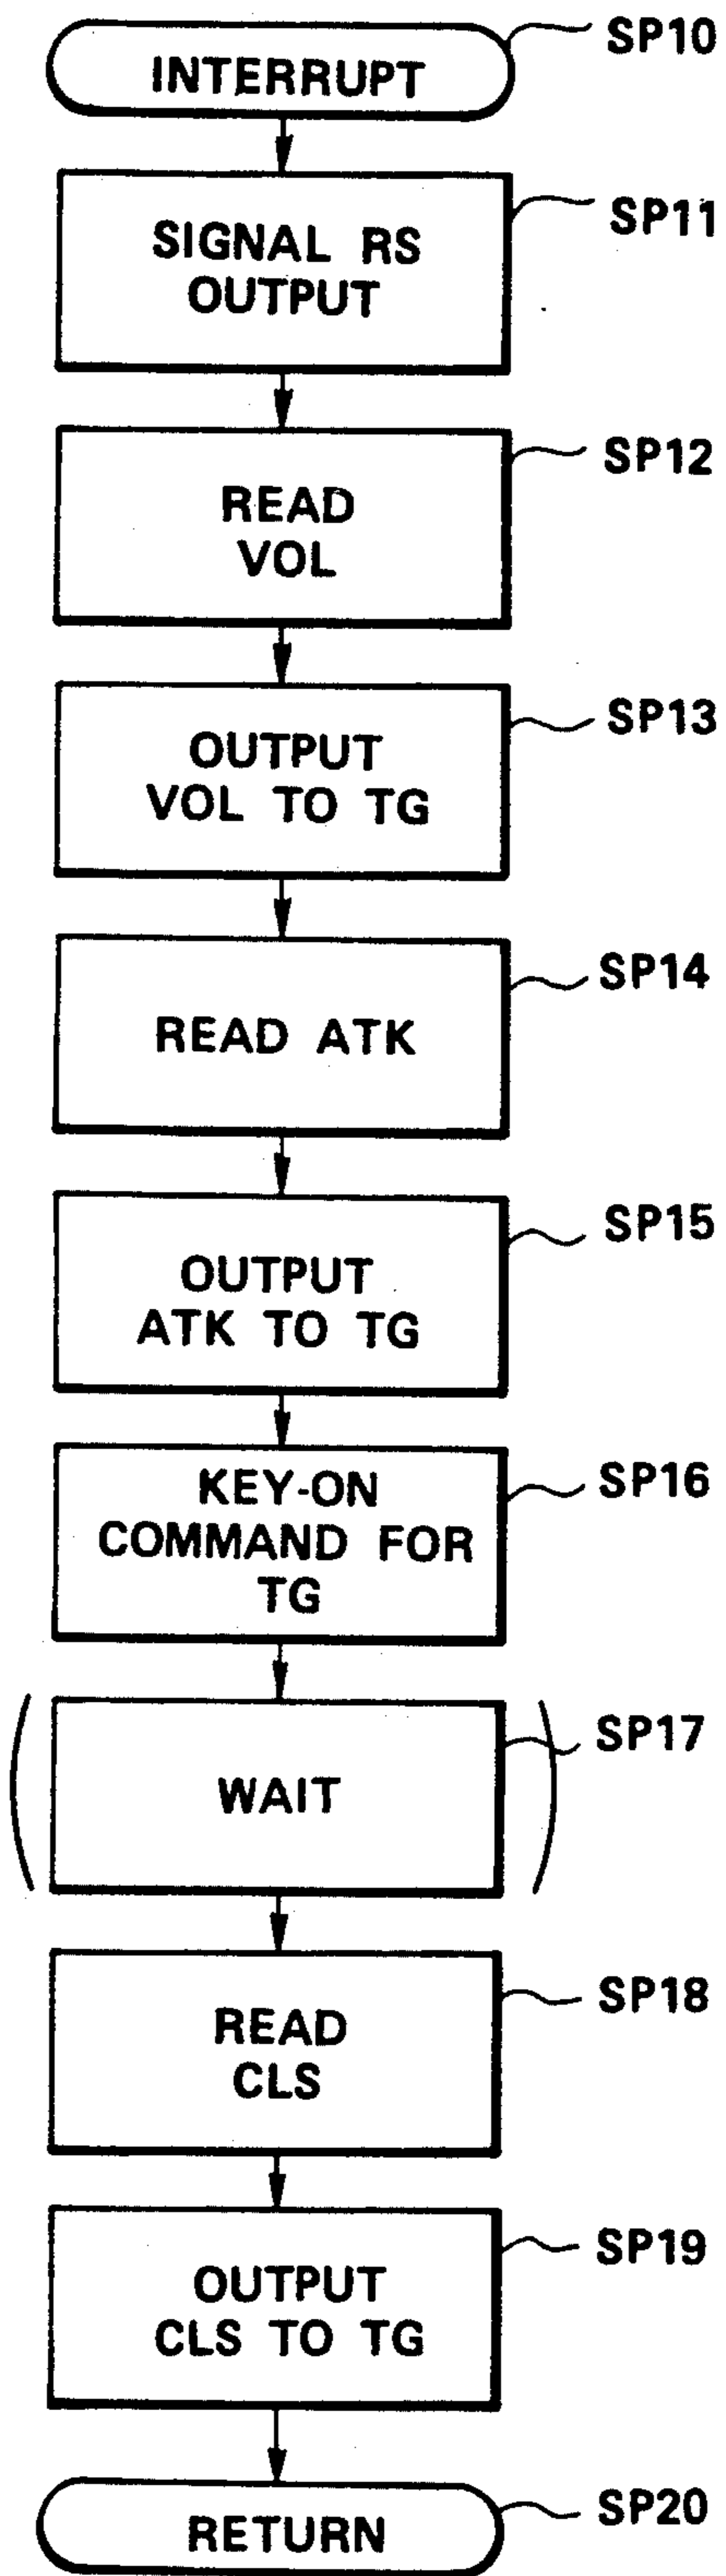 SP10
INTERRUPT
SP11
SIGNAL RS
OUTPUT
SP12
READ
VOL
SP13
OUTPUT
VOL TO TG
SP14
READ ATK
SP15
OUTPUT
ATK TO TG
SP16
KEY-ON
COMMAND FOR
TG
SP17
WAIT
SP18
READ
CLS
SP19
OUTPUT
CLS TO TG
SP20
RETURN